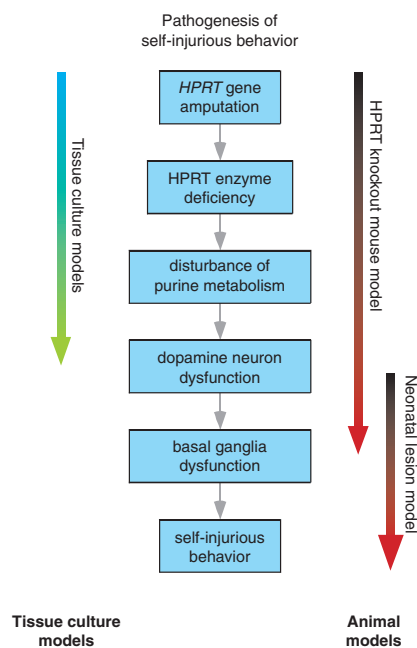 Pathogenesis of
self-injurious behavior
HPRT gene
amputation
HPRT enzyme
deficiency
disturbance of
purine metabolism
dopamine neuron
dysfunction
basal ganglia
dysfunction
self-injurious
behavior
Tissue culture models
HPRT knockout mouse model
Neonatal lesion model
Tissue culture
models
Animal
models